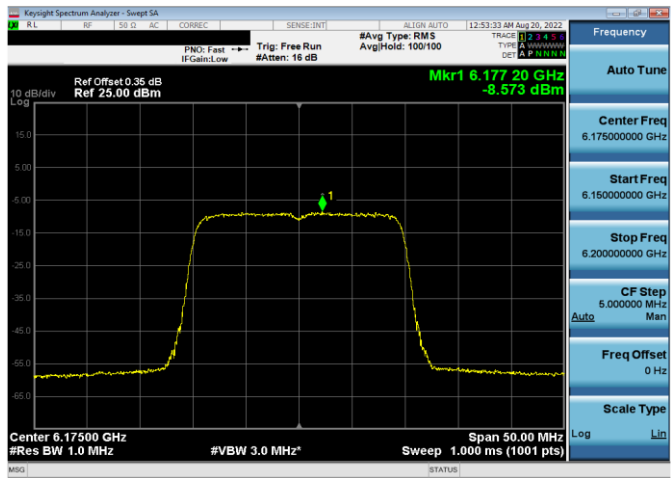 Keysight Spectrum Analyzer - Swept SA
RL RF 50 Ω AC CORREC SENSE:INT ALIGN AUTO 12:53:33 AM Aug 20, 2022
PNO: Fast
IFGain:Low
Trig: Free Run
#Atten: 16 dB
#Avg Type: RMS
Avg|Hold: 100/100
TRACE 1 2 3 4 5 6
TYPE A WWWWW
DET A P N N N N
Ref Offset 0.35 dB
10 dB/div Ref 25.00 dBm
Log
Mkr1 6.177 20 GHz
-8.573 dBm
15.0
5.00
-5.00
-15.0
-25.0
-35.0
-45.0
-55.0
-65.0
1
Center 6.17500 GHz Span 50.00 MHz
#Res BW 1.0 MHz #VBW 3.0 MHz* Sweep 1.000 ms (1001 pts)
MSG STATUS
Frequency
Auto Tune
Center Freq
6.175000000 GHz
Start Freq
6.150000000 GHz
Stop Freq
6.200000000 GHz
CF Step
5.000000 MHz
Auto Man
Freq Offset
0 Hz
Scale Type
Log Lin